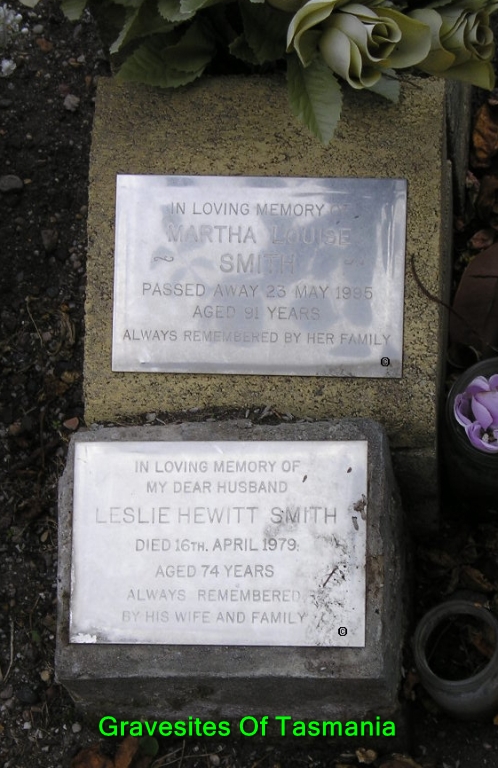 IN LOVING MEMORY OF
MARTHA LOUISE
SMITH
PASSED AWAY 23 MAY 1995
AGED 91 YEARS
ALWAYS REMEMBERED BY HER FAMILY
IN LOVING MEMORY OF
MY DEAR HUSBAND
LESLIE HEWITT SMITH
DIED 16TH. APRIL 1979.
AGED 74 YEARS
ALWAYS REMEMBERED
BY HIS WIFE AND FAMILY
Gravesites Of Tasmania